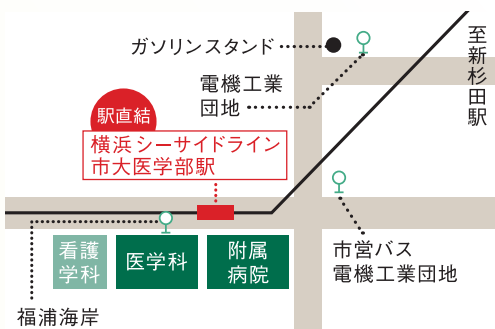 ガソリンスタンド
電機工業
団地
至新杉田駅
駅直結
横浜シーサイドライン
市大医学部駅
看護
学科
医学科
附属
病院
市営バス
電機工業団地
福浦海岸